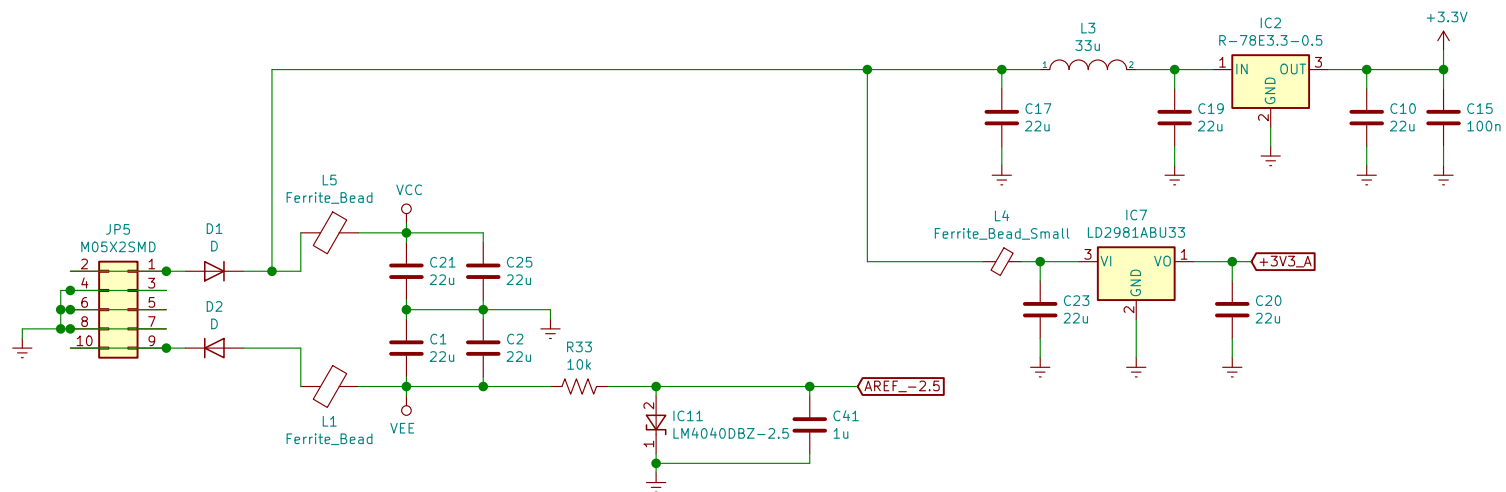 +3.3V
IC2
R-78E3.3-0.5
L3
33u
1 2
1 IN OUT 3
GND
2
C17
22u
C19
22u
C10
22u
C15
100n
L5
Ferrite_Bead
VCC
L4
Ferrite_Bead_Small
IC7
LD2981ABU33
3 VI VO 1
GND
2
+3V3_A
C23
22u
C20
22u
JP5
M05X2SMD
2 1
4 3
6 5
8 7
10 9
D1
D
D2
D
C21
22u
C25
22u
C1
22u
C2
22u
R33
10k
L1
Ferrite_Bead
VEE
AREF_-2.5
2
IC11
LM4040DBZ-2.5
1
C41
1u